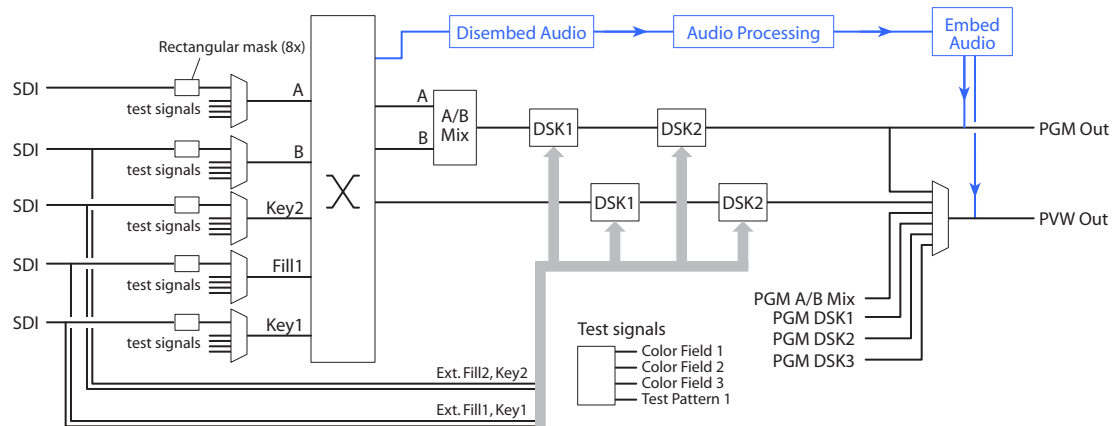 Disembed Audio
Audio Processing
Embed
Audio
Rectangular mask (8x)
SDI
test signals
A
A
A/B
Mix
B
DSK1
DSK2
PGM Out
SDI
test signals
B
SDI
test signals
Key2
DSK1
DSK2
PVW Out
SDI
test signals
Fill1
SDI
test signals
Key1
PGM A/B Mix
PGM DSK1
PGM DSK2
PGM DSK3
Test signals
Color Field 1
Color Field 2
Color Field 3
Test Pattern 1
Ext. Fill2, Key2
Ext. Fill1, Key1